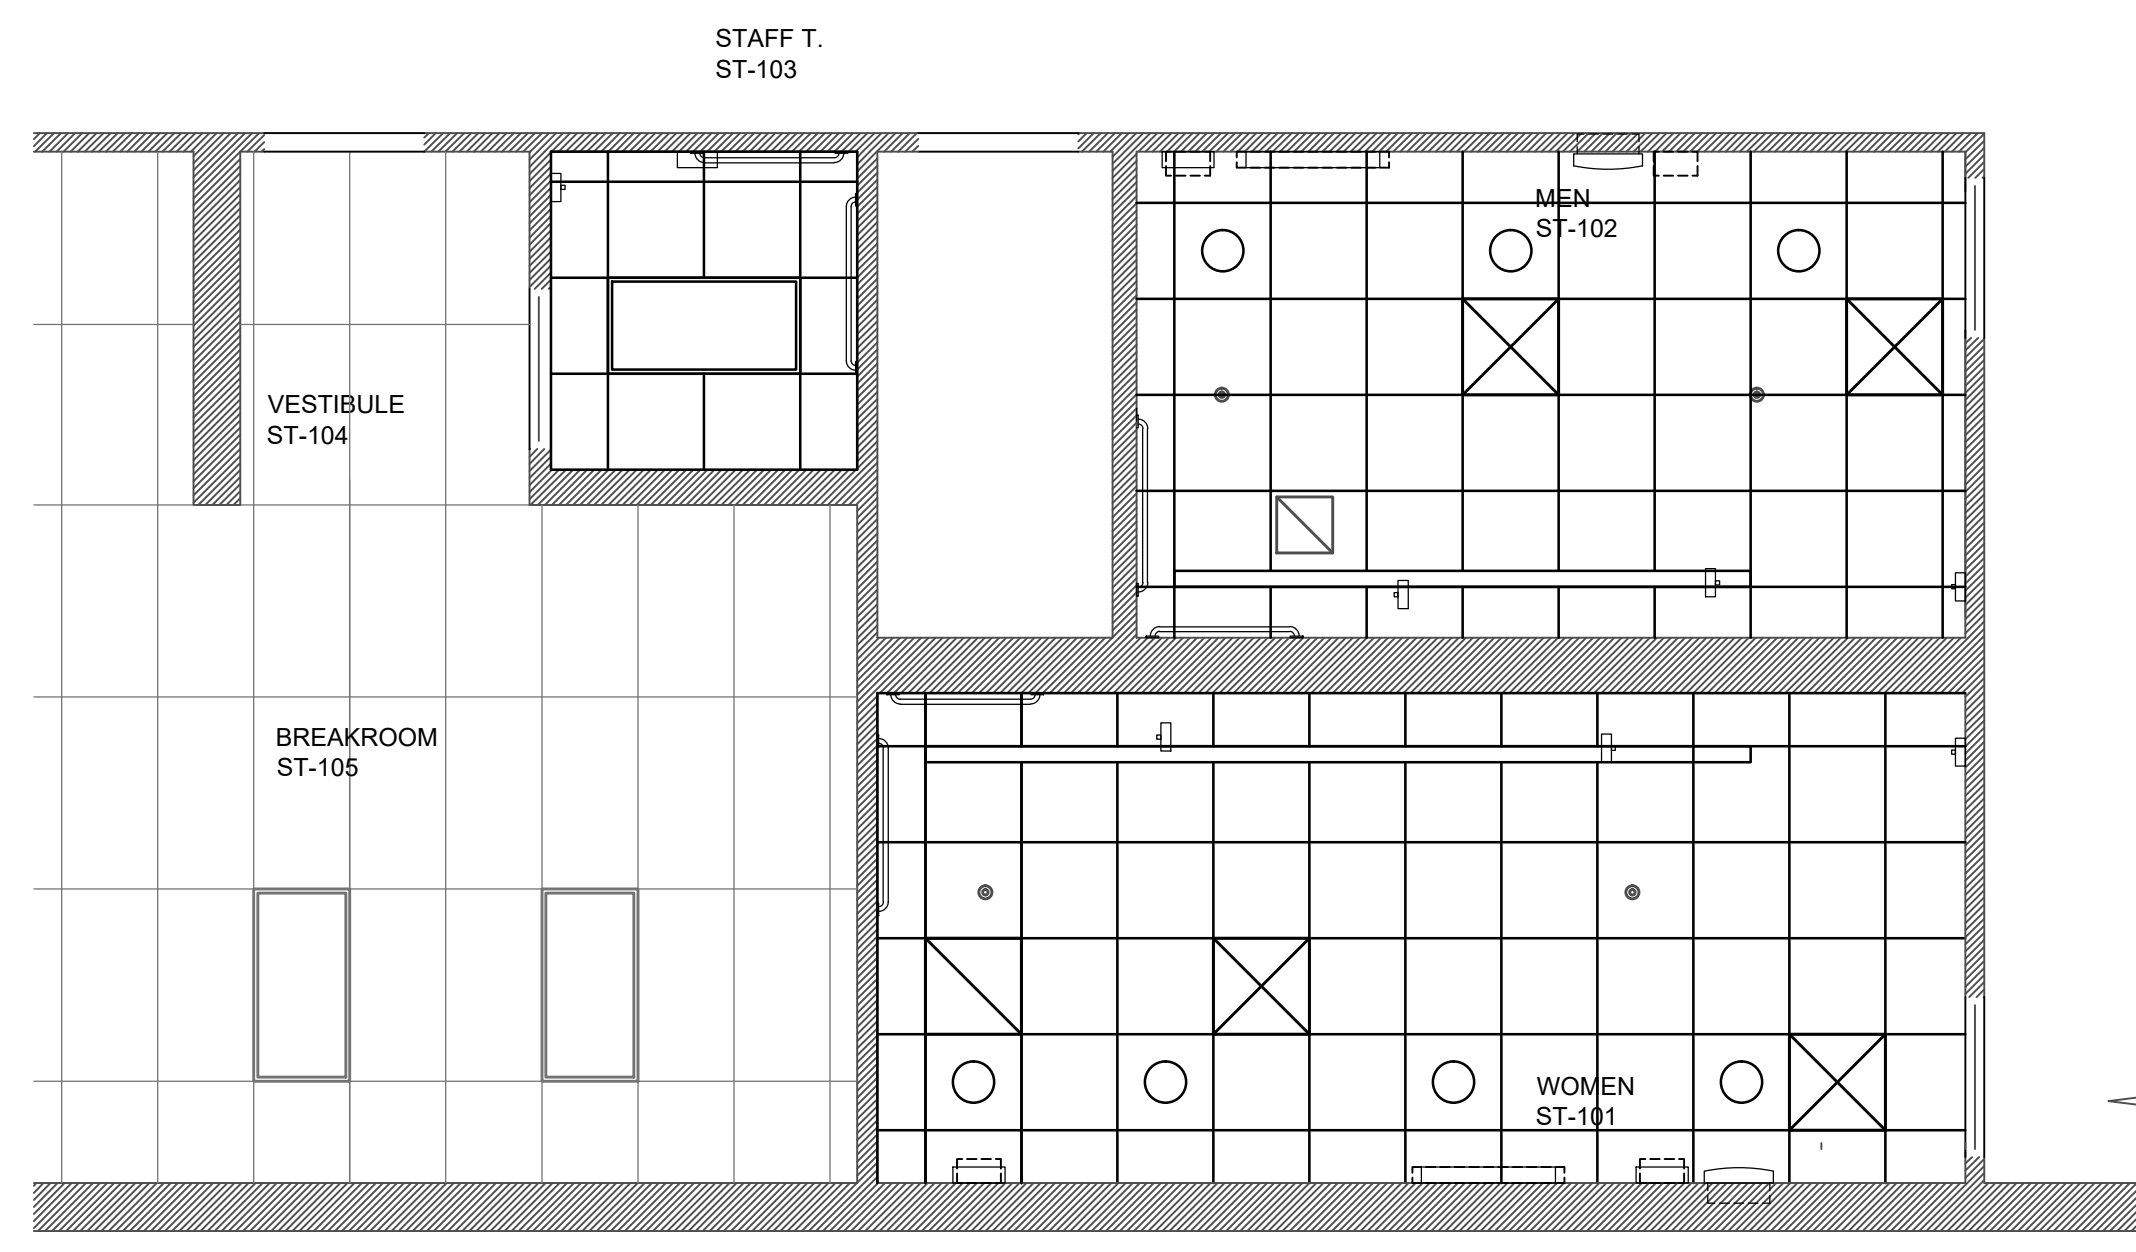 STAFF T.
ST-103
MEN
ST-102
VESTIBULE
ST-104
BREAKROOM
ST-105
WOMEN
ST-101